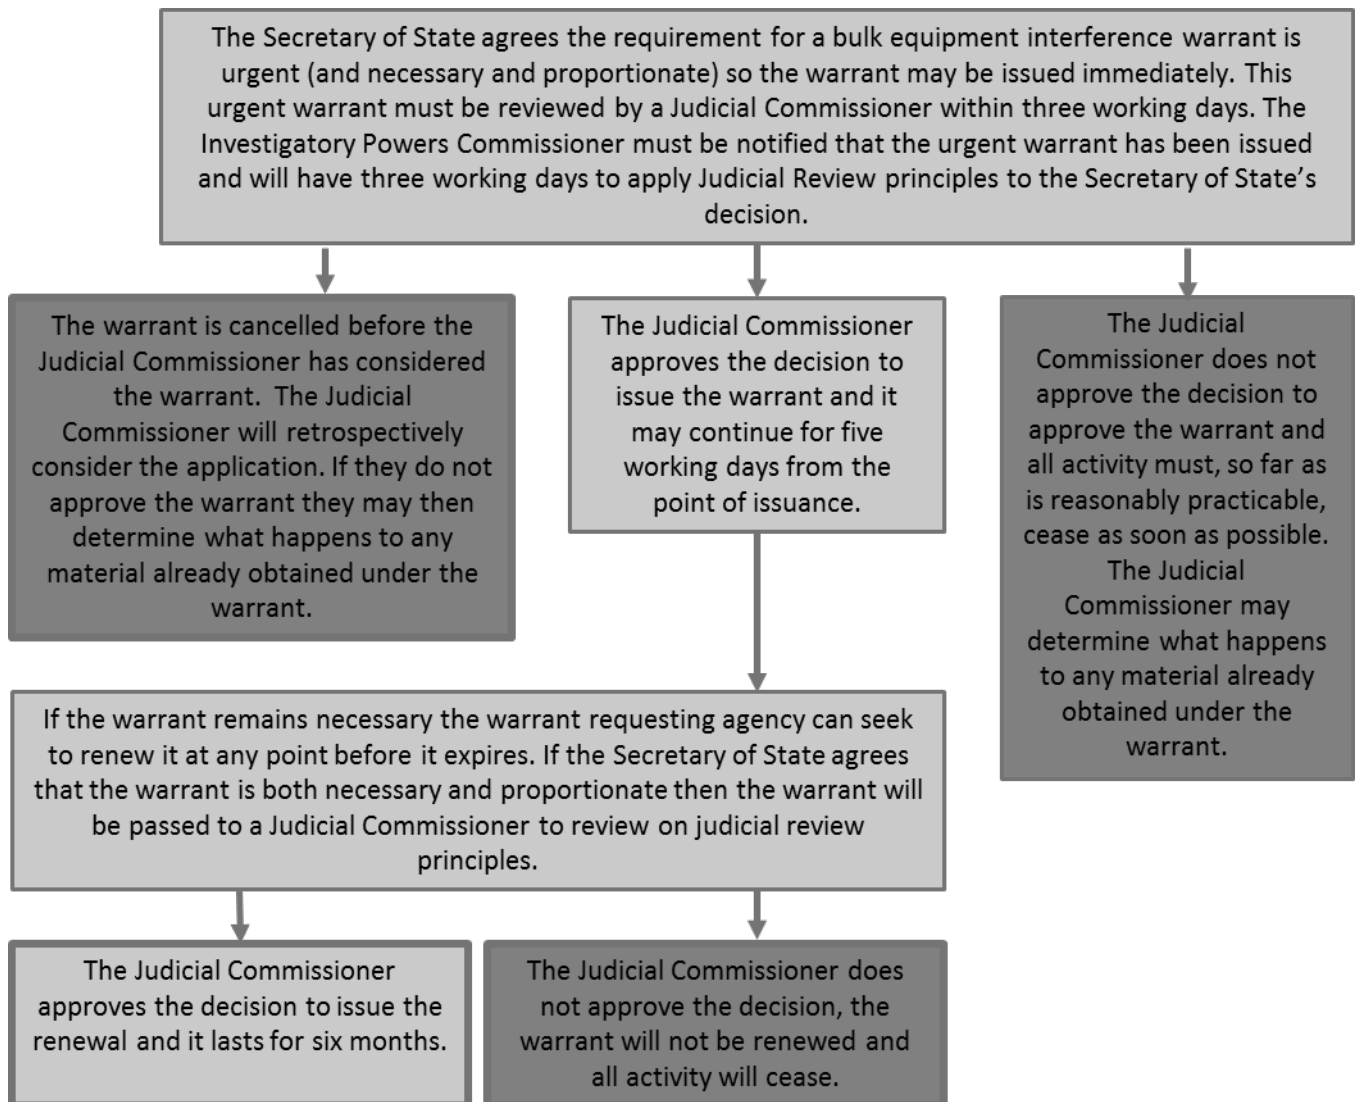 The Secretary of State agrees the requirement for a bulk equipment interference warrant is
urgent (and necessary and proportionate) so the warrant may be issued immediately. This
urgent warrant must be reviewed by a Judicial Commissioner within three working days. The
Investigatory Powers Commissioner must be notified that the urgent warrant has been issued
and will have three working days to apply Judicial Review principles to the Secretary of State's
decision.
The warrant is cancelled before the
Judicial Commissioner has considered
the warrant. The Judicial
Commissioner will retrospectively
consider the application. If they do not
approve the warrant they may then
determine what happens to any
material already obtained under the
warrant.
The Judicial Commissioner
approves the decision to
issue the warrant and it
may continue for five
working days from the
point of issuance.
The Judicial
Commissioner does not
approve the decision to
approve the warrant and
all activity must, so far as
is reasonably practicable,
cease as soon as possible.
The Judicial
Commissioner may
determine what happens
to any material already
obtained under the
warrant.
If the warrant remains necessary the warrant requesting agency can seek
to renew it at any point before it expires. If the Secretary of State agrees
that the warrant is both necessary and proportionate then the warrant will
be passed to a Judicial Commissioner to review on judicial review
principles.
The Judicial Commissioner
approves the decision to issue the
renewal and it lasts for six months.
The Judicial Commissioner does
not approve the decision, the
warrant will not be renewed and
all activity will cease.